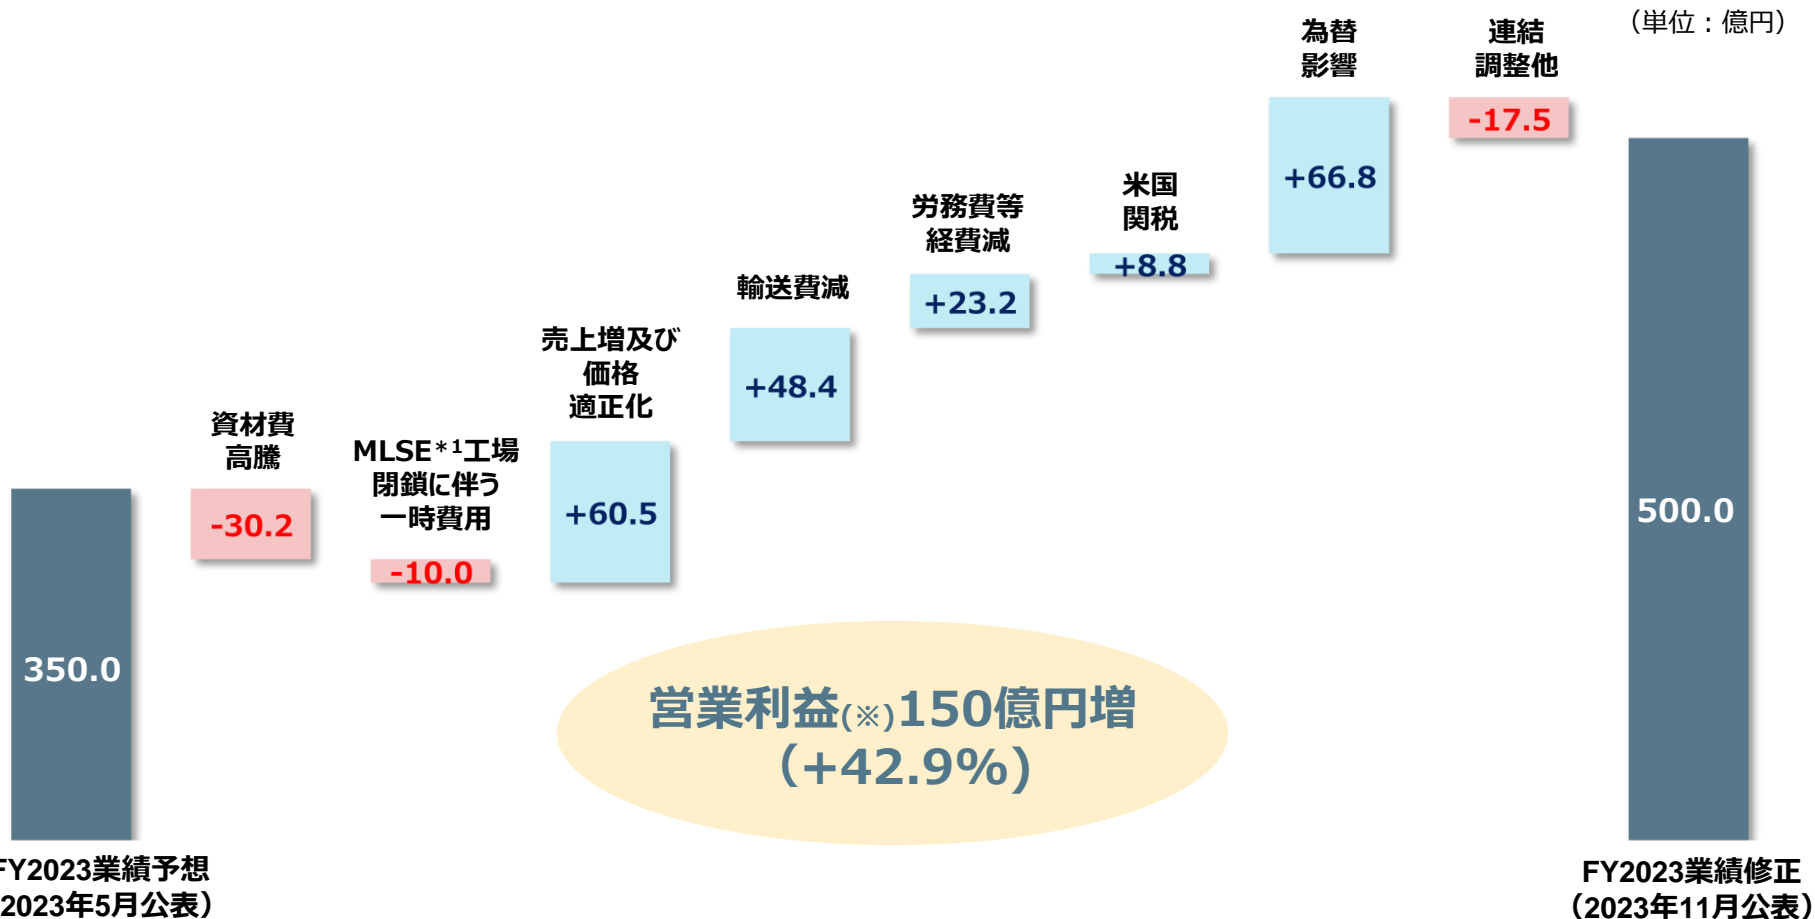 （単位：億円）
為替
影響
連結
調整他
-17.5
+66.8
米国
関税
+8.8
労務費等
経費減
+23.2
輸送費減
+48.4
売上増及び
価格
適正化
+60.5
MLSE*1工場
閉鎖に伴う
一時費用
-10.0
資材費
高騰
-30.2
350.0
500.0
営業利益(※)150億円増
（+42.9%)
FY2023業績予想
2023年5月公表）
FY2023業績修正
（2023年11月公表）